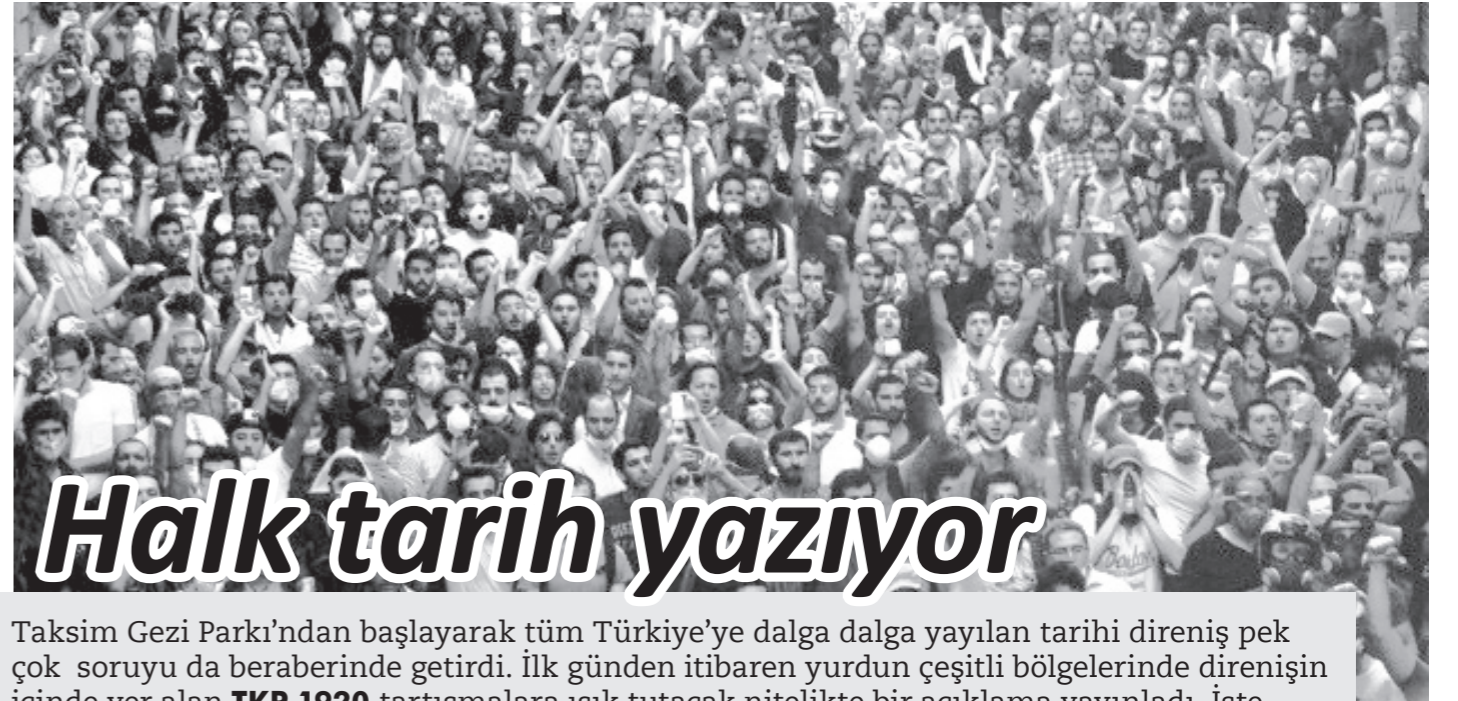 Halk tarih yazıyor
Taksim Gezi Parkı’ndan başlayarak tüm Türkiye’ye dalga dalga yayılan tarihi direniş pek
çok soruyu da beraberinde getirdi. İlk günden itibaren yurdun çeşitli bölgelerinde direnişin
içinde yer alan TKP 1920 tartışmalara ışık tutacak nitelikte bir açıklama yayınladı. İşte